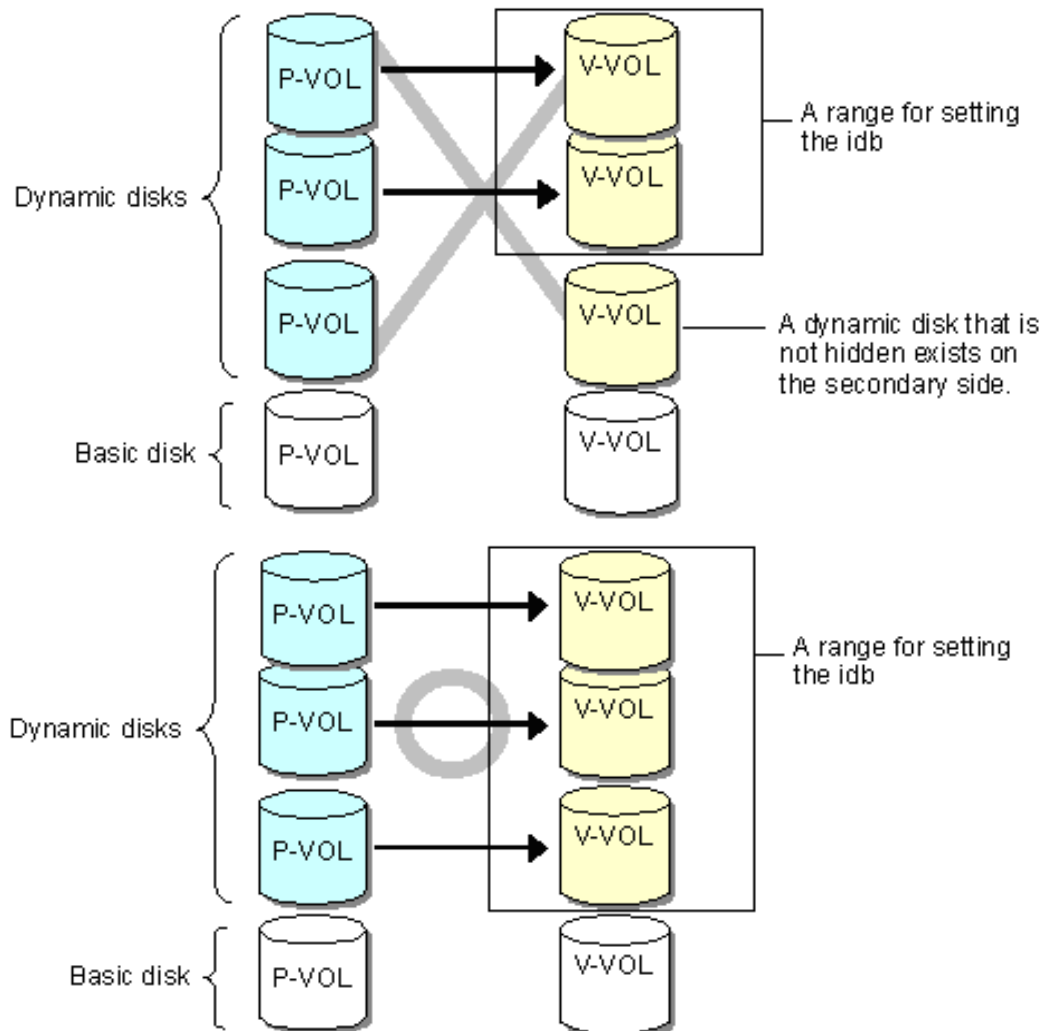 P-VOL
V-VOL
A range for setting
the idb
P-VOL
V-VOL
Dynamic disks
P-VOL
V-VOL
A dynamic disk that is
not hidden exists on
the secondary side.
Basic disk
P-VOL
V-VOL
P-VOL
V-VOL
A range for setting
the idb
Dynamic disks
P-VOL
V-VOL
P-VOL
V-VOL
Basic disk
P-VOL
V-VOL